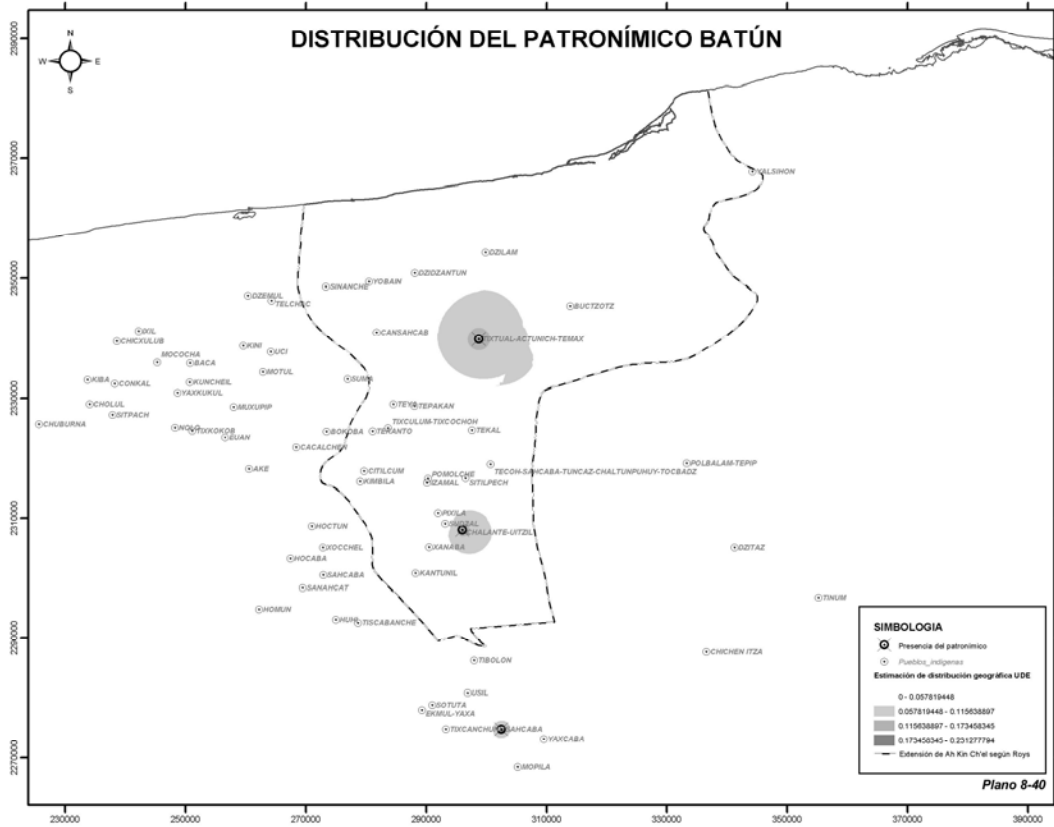 DISTRIBUCIÓN DEL PATRONÍMICO BATÚN
N
W E
S
2390000
2370000
2350000
2330000
2310000
2290000
2270000
YALSIHON
DZILAM
DZIDZANTUN
YOBAIN
SINANCHE
DZEMUL
TELCHAC
BUCTZOTZ
CANSAHCAB
TIXTUAL-ACTUNICH-TEMAX
IXIL
CHICXULUB
KINI
UCI
MOCOCHA
BACA
MOTUL
SUMA
KIBA
CONKAL
KUNCHEIL
YAXKUKUL
CHOLUL
SITPACH
MUXUPIP
TEYA
TEPAKAN
CHUBURNA
NOLO
TIXKOKOB
EUAN
BOKOBA
TEKANTO
TIXCULUM-TIXCOCHOH
TEKAL
CACALCHEN
AKE
CITILCUM
KIMBILA
POMOLCHE
IZAMAL
SITILPECH
TECOH-SAHCABA-TUNCAZ-CHALTUNPUHUY-TOCBADZ
POLBALAM-TEPIP
PIXILA
SUDZAL
CHALANTE-UITZIL
HOCTUN
XOCCHEL
XANABA
DZITAZ
HOCABA
SAHCABA
KANTUNIL
SANAHCAT
TINUM
HOMUN
HUHI
TISCABANCHE
CHICHEN ITZA
TIBOLON
USIL
SOTUTA
EKMUL-YAXA
TIXCANCHU
SAHCABA
YAXCABA
MOPILA
SIMBOLOGIA
Presencia del patronímico
Pueblos_indigenas
Estimación de distribución geográfica UDE
0 - 0.057819448
0.057819448 - 0.115638897
0.115638897 - 0.173458345
0.173458345 - 0.231277794
Extensión de Ah Kin Ch'el según Roys
Plano 8-40
230000 250000 270000 290000 310000 330000 350000 370000 390000